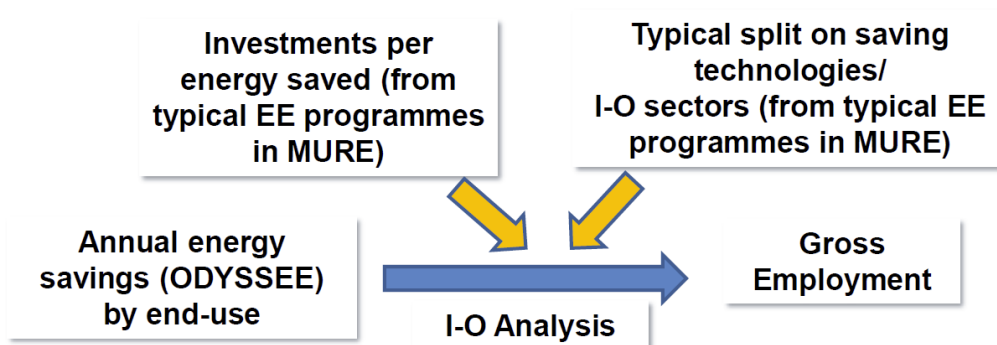 Investments per
energy saved (from
typical EE programmes
in MURE)
Typical split on saving
technologies/
I-O sectors (from typical EE
programmes in MURE)
Annual energy
savings (ODYSSEE)
by end-use
I-O Analysis
Gross
Employment